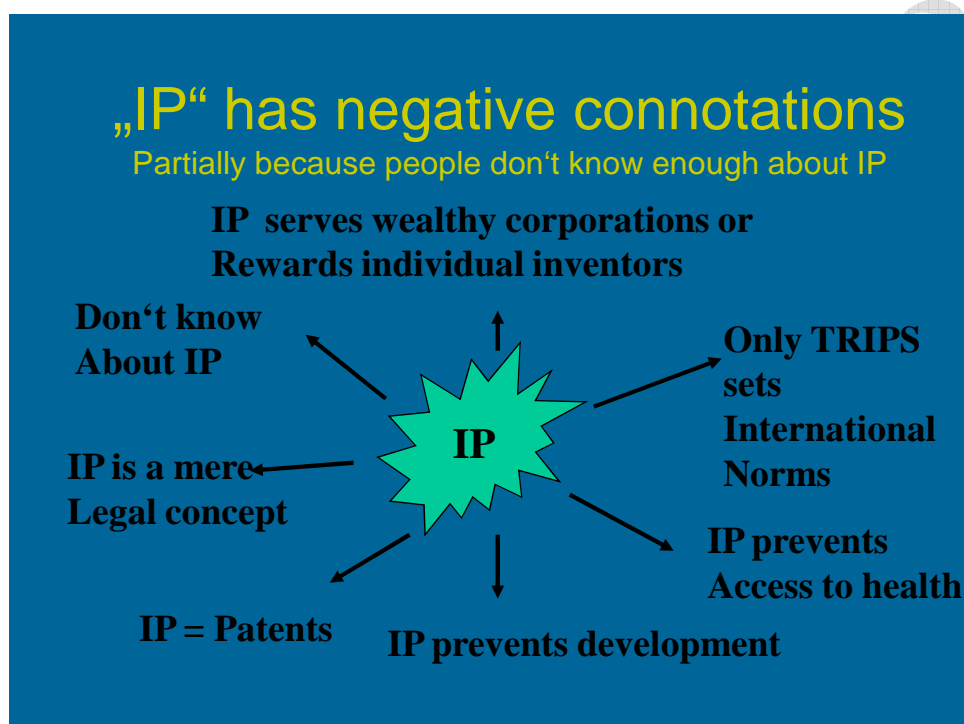 „IP“ has negative connotations
Partially because people don‘t know enough about IP
IP serves wealthy corporations or
Rewards individual inventors
Don‘t know
About IP
Only TRIPS
sets
International
Norms
IP
IP is a mere
Legal concept
IP prevents
Access to health
IP = Patents
IP prevents development